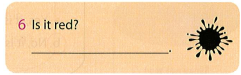 6 Is it red?
.